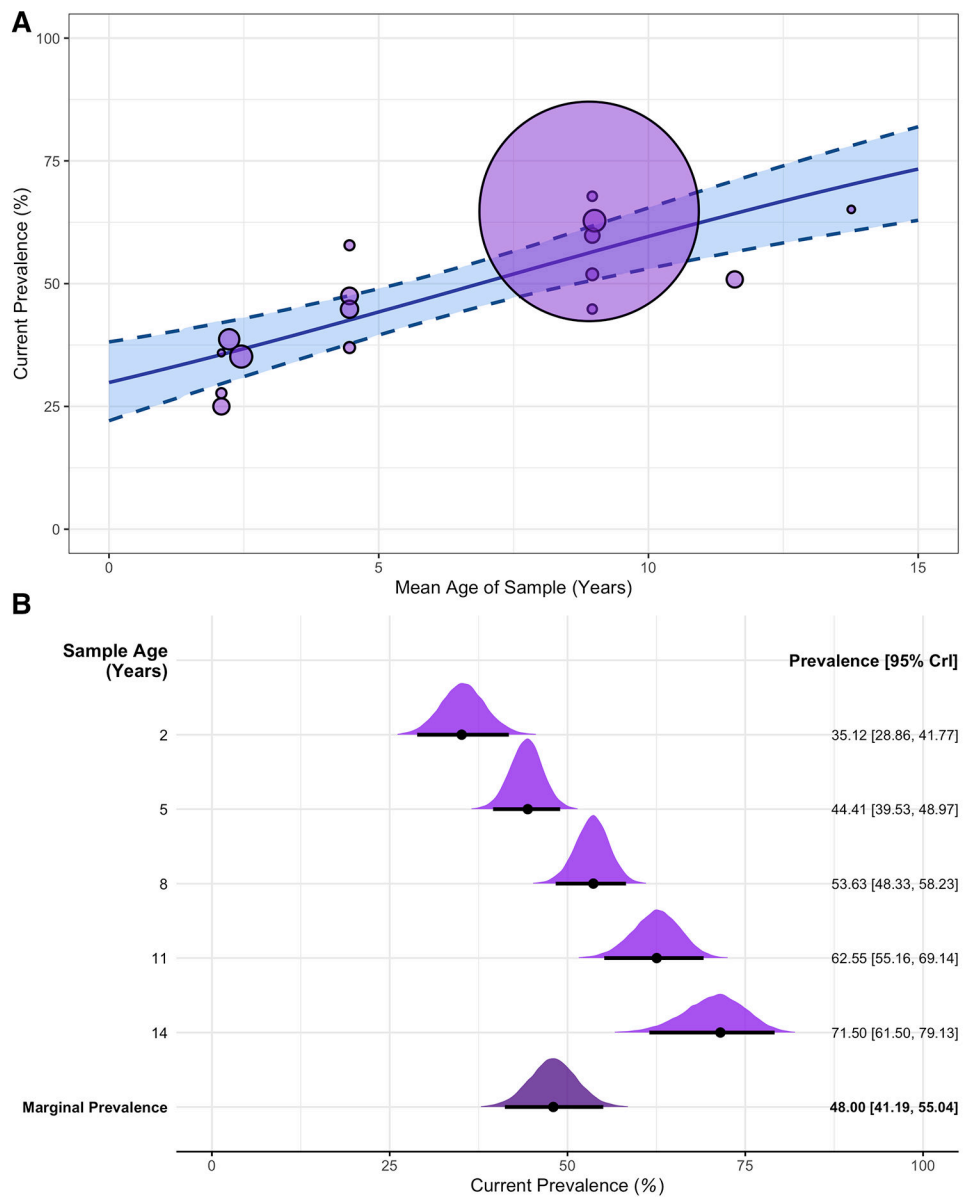 A
100
75
50
25
0
Current Prevalence (%)
0 5 10 15
Mean Age of Sample (Years)
B
Sample Age
(Years)
Prevalence [95% CrI]
2 35.12 [28.86, 41.77]
5 44.41 [39.53, 48.97]
8 53.63 [48.33, 58.23]
11 62.55 [55.16, 69.14]
14 71.50 [61.50, 79.13]
Marginal Prevalence 48.00 [41.19, 55.04]
0 25 50 75 100
Current Prevalence (%)